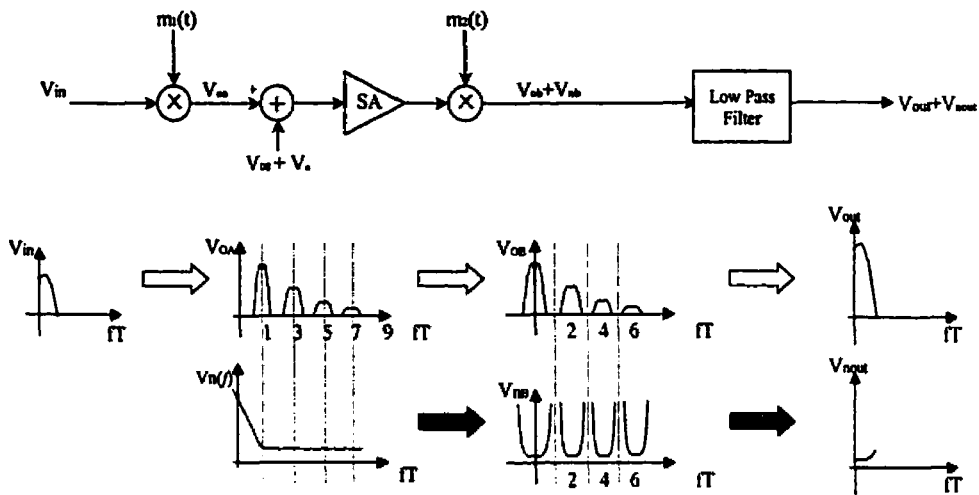 m1(t) m2(t)
Vin Voa + SA Vob+Vnb Low Pass Filter Vout+Vnout
Vos + Vn
Vin VOA VOB Vout
fT 1 3 5 7 9 fT 2 4 6 fT fT
Vn(f) VNB Vnout
fT 2 4 6 fT fT